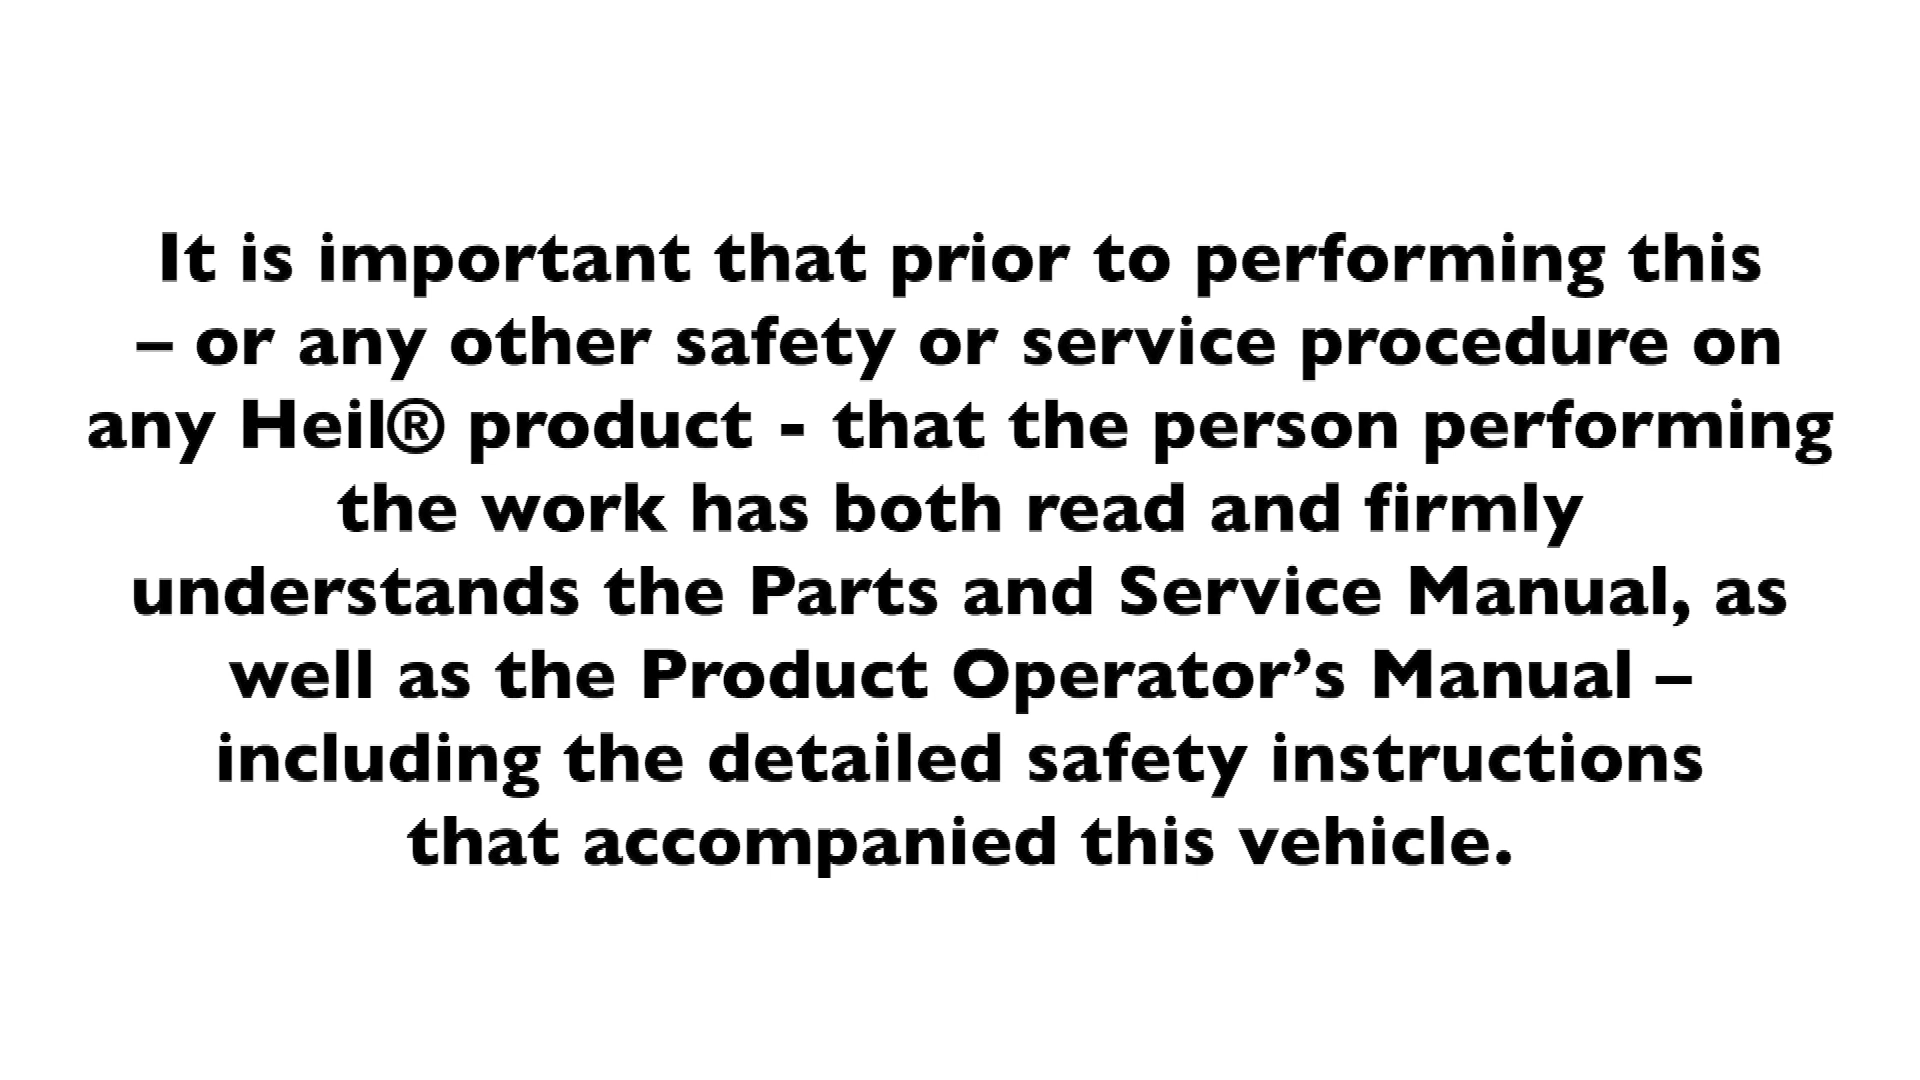 It is important that prior to performing this
– or any other safety or service procedure on
any Heil® product - that the person performing
the work has both read and firmly
understands the Parts and Service Manual, as
well as the Product Operator’s Manual –
including the detailed safety instructions
that accompanied this vehicle.